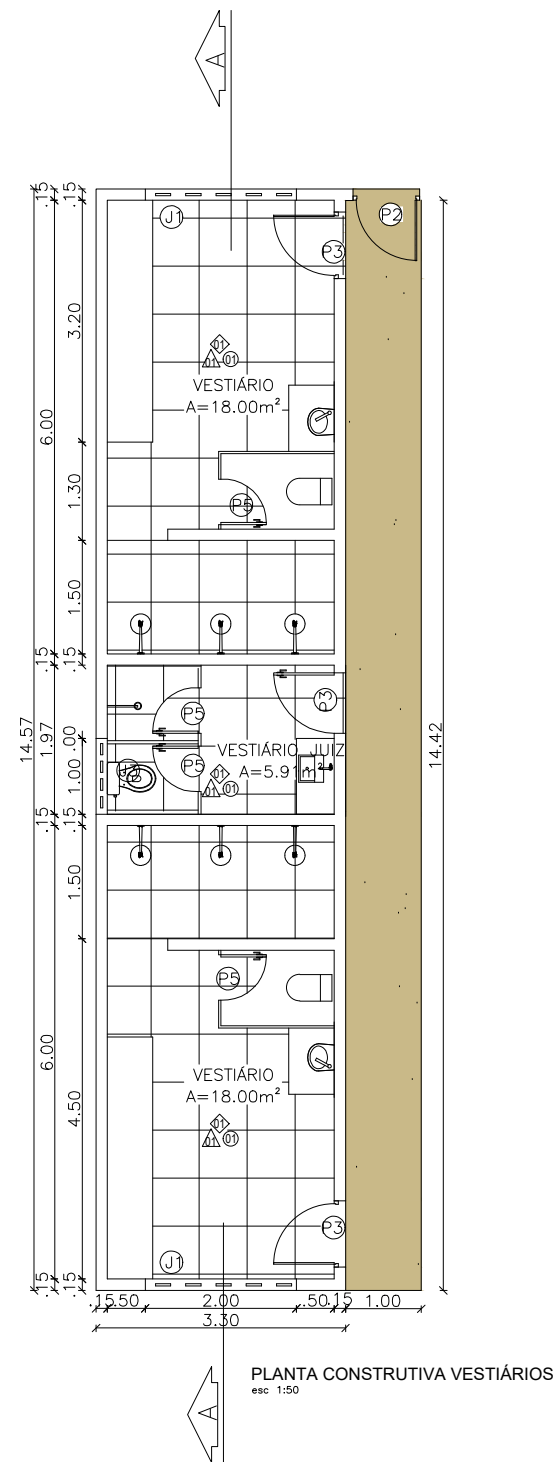 A
.15
.15
J1
P2
P3
3.20
01
01
01
VESTIÁRIO
A=18.00m²
6.00
1.30
P5
1.50
.15
.15
P3
P5
14.57
1.97
1.00
VESTIÁRIO JUIZ
14.42
P5
A=5.91m²
1.00
01
01
01
.15
.15
1.50
P5
6.00
4.50
VESTIÁRIO
A=18.00m²
01
01
01
P3
J1
.15
.15
.15
.50
2.00
.50
.15
1.00
3.30
PLANTA CONSTRUTIVA VESTIÁRIOS
esc 1:50
A